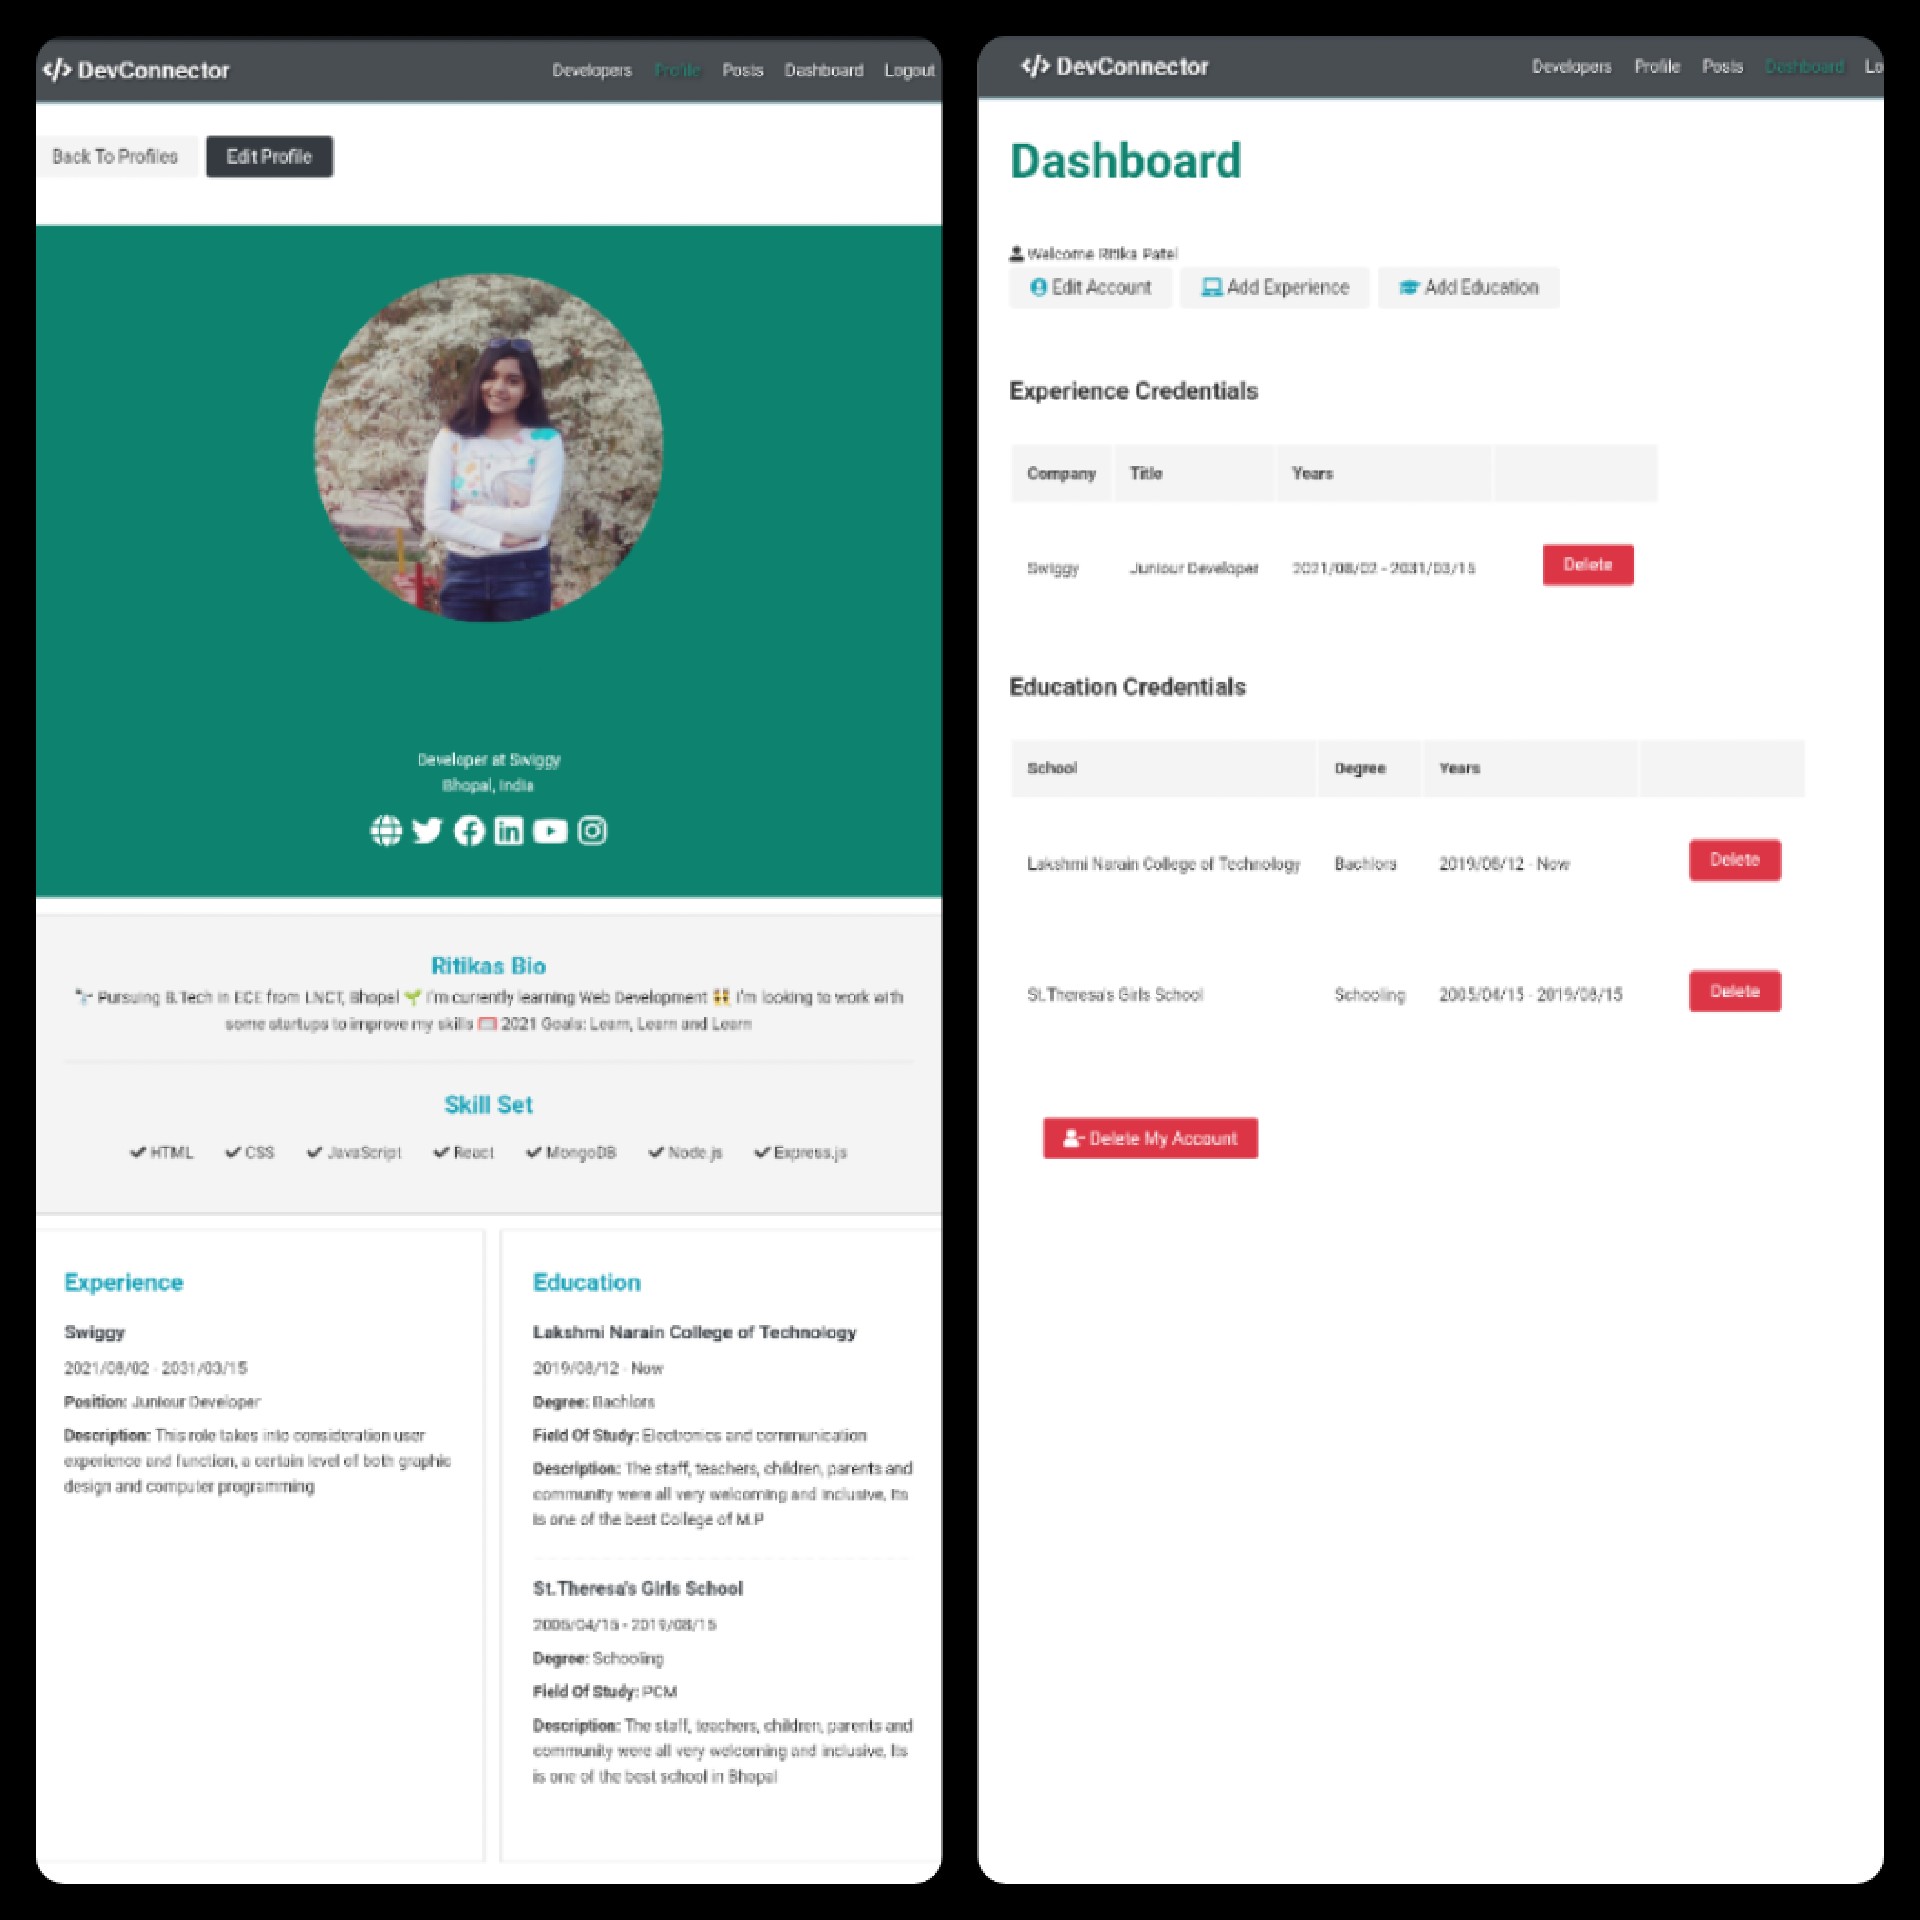 DevConnector
Developers Profile Posts Dashboard Logout
Back To Profiles Edit Profile
Developer at Swiggy
Bhopal, India
Ritikas Bio
Pursuing B.Tech in ECE from LNCT, Bhopal 🌱 I'm currently learning Web Development 👯 I'm looking to work with
some startups to improve my skills 🥅 2021 Goals: Learn, Learn and Learn
Skill Set
HTML CSS JavaScript React MongoDB Node.js Express.js
Experience
Swiggy
2021/08/02 - 2031/03/15
Position: Juniour Developer
Description: This role takes into consideration user
experience and function, a certain level of both graphic
design and computer programming
Education
Lakshmi Narain College of Technology
2019/08/12 - Now
Degree: Bachlors
Field Of Study: Electronics and communication
Description: The staff, teachers, children, parents and
community were all very welcoming and inclusive, Its
is one of the best College of M.P
St.Theresa's Girls School
2005/04/15 - 2019/08/15
Degree: Schooling
Field Of Study: PCM
Description: The staff, teachers, children, parents and
community were all very welcoming and inclusive, Its
is one of the best school in Bhopal
DevConnector
Developers Profile Posts Dashboard Lo
Dashboard
Welcome Ritika Patel
Edit Account Add Experience Add Education
Experience Credentials
Company Title Years
Swiggy Juniour Developer 2021/08/02 - 2031/03/15 Delete
Education Credentials
School Degree Years
Lakshmi Narain College of Technology Bachlors 2019/08/12 - Now Delete
St.Theresa's Girls School Schooling 2005/04/15 - 2019/08/15 Delete
Delete My Account